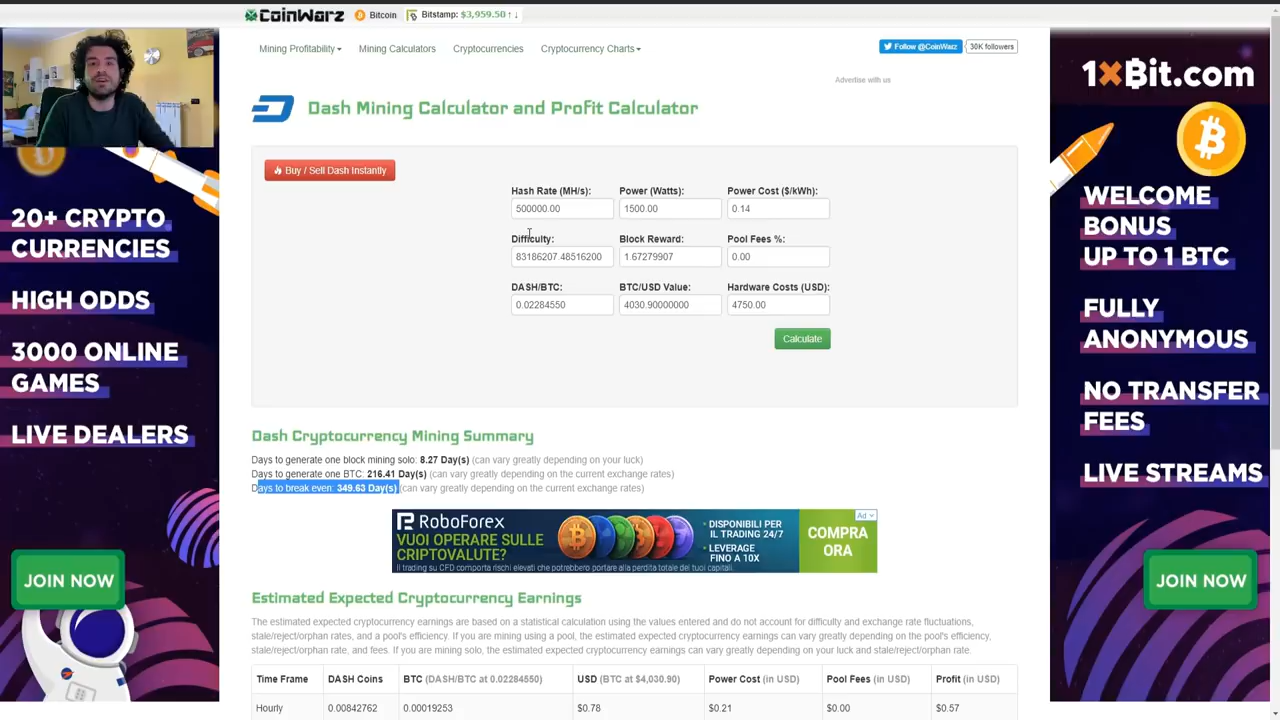 CoinWarz
Bitcoin
Bitstamp: $3,959.50 ↑ ↓
Mining Profitability
Mining Calculators
Cryptocurrencies
Cryptocurrency Charts
Follow @CoinWarz
30K followers
Advertise with us
Dash Mining Calculator and Profit Calculator
Buy / Sell Dash Instantly
Hash Rate (MH/s):
Power (Watts):
Power Cost ($/kWh):
500000.00
1500.00
0.14
Difficulty:
Block Reward:
Pool Fees %:
83186207.48516200
1.67279907
0.00
DASH/BTC:
BTC/USD Value:
Hardware Costs (USD):
0.02284550
4030.90000000
4750.00
Calculate
Dash Cryptocurrency Mining Summary
Days to generate one block mining solo: 8.27 Day(s) (can vary greatly depending on your luck)
Days to generate one BTC: 216.41 Day(s) (can vary greatly depending on the current exchange rates)
Days to break even: 349.63 Day(s) (can vary greatly depending on the current exchange rates)
RoboForex
VUOI OPERARE SULLE
CRIPTOVALUTE?
Il trading su CFD comporta rischi elevati che potrebbero portare alla perdita totale dei tuoi capitali.
DISPONIBILI PER
IL TRADING 24/7
LEVERAGE
FINO A 10X
COMPRA
ORA
Ad
Estimated Expected Cryptocurrency Earnings
The estimated expected cryptocurrency earnings are based on a statistical calculation using the values entered and do not account for difficulty and exchange rate fluctuations,
stale/reject/orphan rates, and a pool's efficiency. If you are mining using a pool, the estimated expected cryptocurrency earnings can vary greatly depending on the pool's efficiency,
stale/reject/orphan rate, and fees. If you are mining solo, the estimated expected cryptocurrency earnings can vary greatly depending on your luck and stale/reject/orphan rate.
Time Frame
DASH Coins
BTC (DASH/BTC at 0.02284550)
USD (BTC at $4,030.90)
Power Cost (in USD)
Pool Fees (in USD)
Profit (in USD)
Hourly
0.00842762
0.00019253
$0.78
$0.21
$0.00
$0.57
20+ CRYPTO
CURRENCIES
HIGH ODDS
3000 ONLINE
GAMES
LIVE DEALERS
JOIN NOW
1xBit.com
WELCOME
BONUS
UP TO 1 BTC
FULLY
ANONYMOUS
NO TRANSFER
FEES
LIVE STREAMS
JOIN NOW